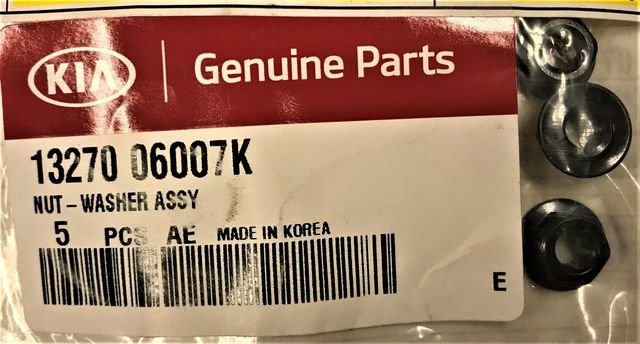 KIA Genuine Parts
13270 06007K
NUT-WASHER ASSY
5 PCS AE MADE IN KOREA
E